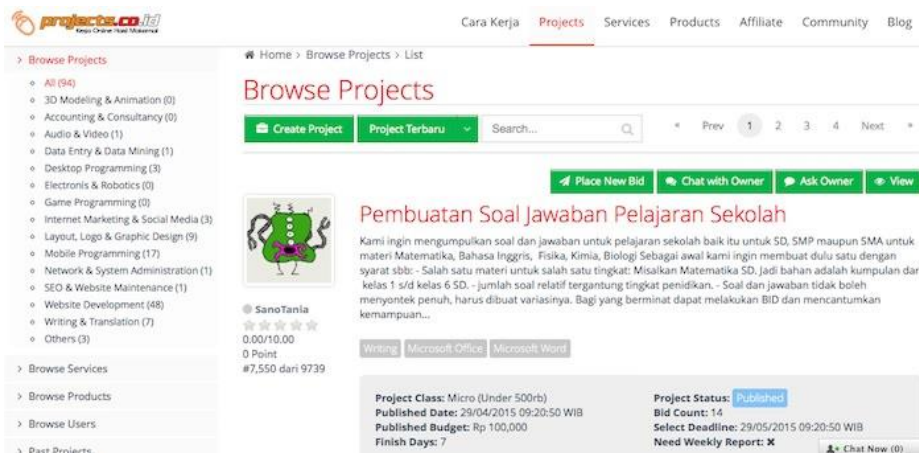 projects.co.id
Kerja Online Hasil Maksimal
Cara Kerja Projects Services Products Affiliate Community Blog
Browse Projects
All (94)
3D Modeling & Animation (0)
Accounting & Consultancy (0)
Audio & Video (1)
Data Entry & Data Mining (1)
Desktop Programming (3)
Electronis & Robotics (0)
Game Programming (0)
Internet Marketing & Social Media (3)
Layout, Logo & Graphic Design (9)
Mobile Programming (17)
Network & System Administration (1)
SEO & Website Maintenance (1)
Website Development (48)
Writing & Translation (7)
Others (3)
Browse Services
Browse Products
Browse Users
Past Projects
Home > Browse Projects > List
Browse Projects
Create Project Project Terbaru Search... « Prev 1 2 3 4 Next »
Place New Bid Chat with Owner Ask Owner View
SanoTania
0.00/10.00
0 Point
#7,550 dari 9739
Pembuatan Soal Jawaban Pelajaran Sekolah
Kami ingin mengumpulkan soal dan jawaban untuk pelajaran sekolah baik itu untuk SD, SMP maupun SMA untuk
materi Matematika, Bahasa Inggris, Fisika, Kimia, Biologi Sebagai awal kami ingin membuat dulu satu dengan
syarat sbb: - Salah satu materi untuk salah satu tingkat: Misalkan Matematika SD. Jadi bahan adalah kumpulan dar
kelas 1 s/d kelas 6 SD. - jumlah soal relatif tergantung tingkat penidikan. - Soal dan jawaban tidak boleh
menyontek penuh, harus dibuat variasinya. Bagi yang berminat dapat melakukan BID dan mencantumkan
kemampuan...
Writing Microsoft Office Microsoft Word
Project Class: Micro (Under 500rb)
Published Date: 29/04/2015 09:20:50 WIB
Published Budget: Rp 100,000
Finish Days: 7
Project Status: Published
Bid Count: 14
Select Deadline: 29/05/2015 09:20:50 WIB
Need Weekly Report: ✖
Chat Now (0)